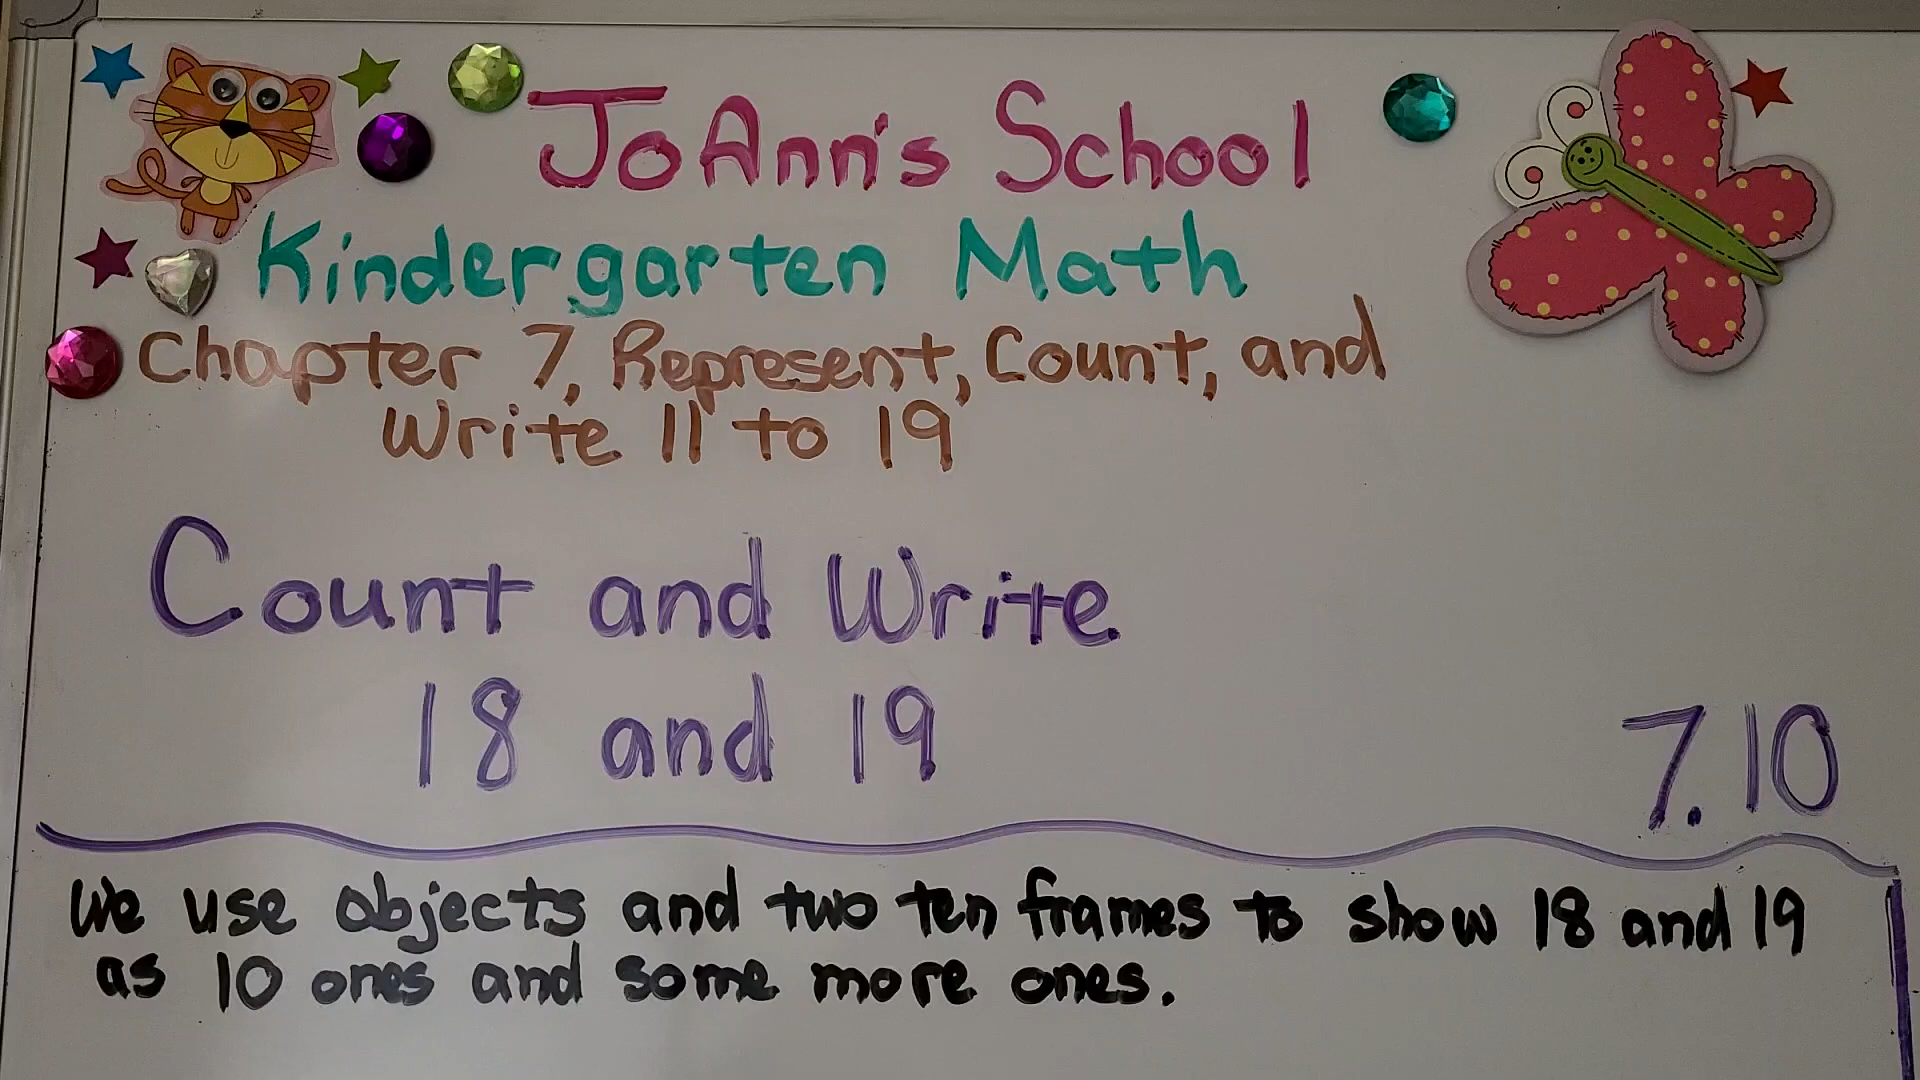 JoAnn's School
Kindergarten Math
Chapter 7, Represent, Count, and
Write 11 to 19
Count and Write
18 and 19
7.10
We use objects and two ten frames to show 18 and 19
as 10 ones and some more ones.